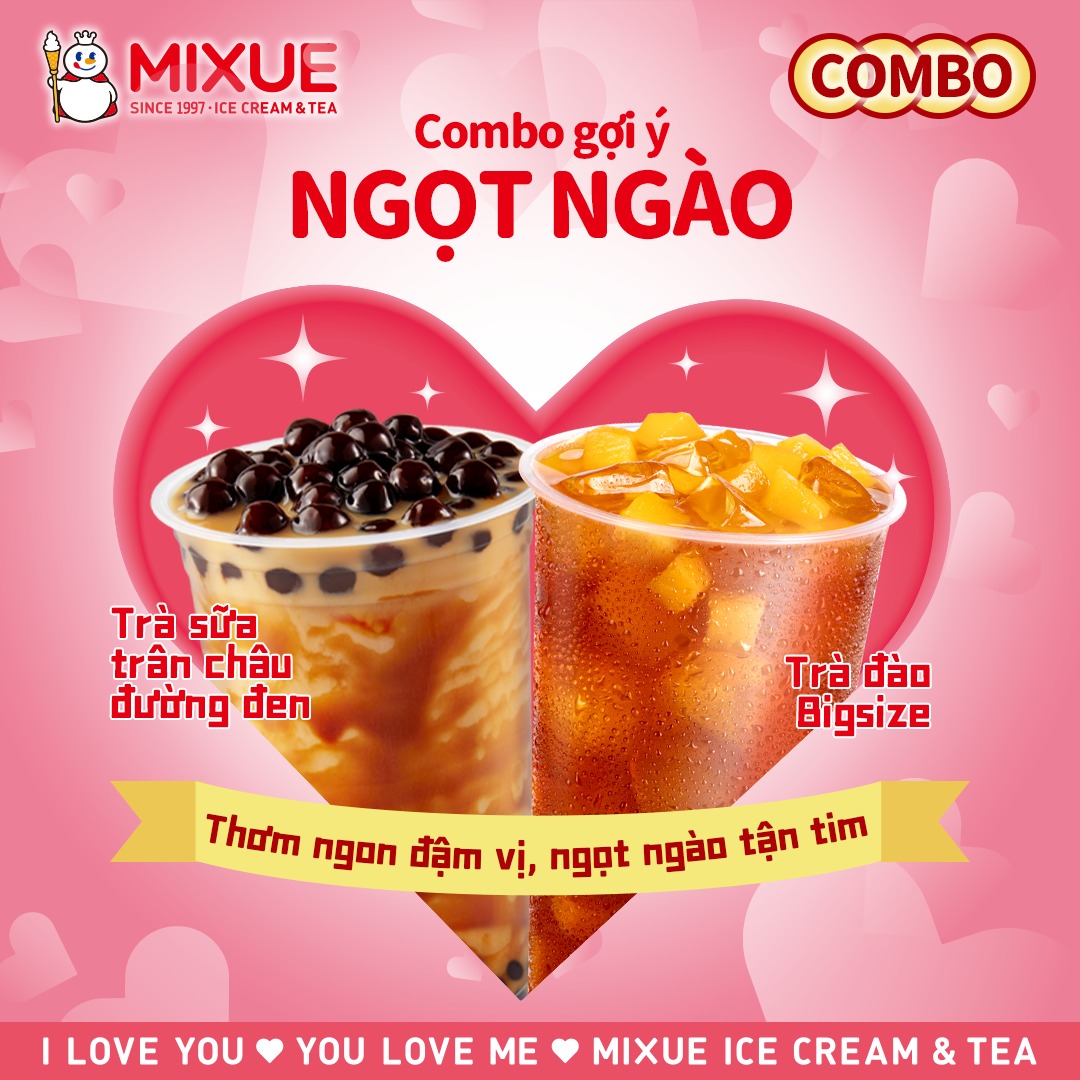 MIXUE
SINCE 1997 · ICE CREAM & TEA
COMBO
Combo gợi ý
NGỌT NGÀO
Trà sữa
trân châu
đường đen
Trà đào
Bigsize
Thơm ngon đậm vị, ngọt ngào tận tim
I LOVE YOU ♥ YOU LOVE ME ♥ MIXUE ICE CREAM & TEA